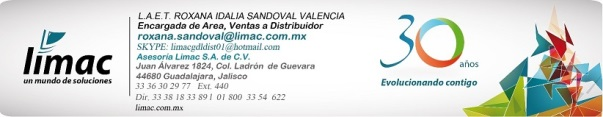 limac
un mundo de soluciones
L.A.E.T. ROXANA IDALIA SANDOVAL VALENCIA
Encargada de Area, Ventas a Distribuidor
roxana.sandoval@limac.com.mx
SKYPE: limacgdldist01@hotmail.com
Asesoría Limac S.A. de C.V.
Juan Álvarez 1824, Col. Ladrón de Guevara
44680 Guadalajara, Jalisco
33 36 30 29 77 Ext. 440
Dir. 33 38 18 33 89 | 01 800 33 54 622
limac.com.mx
30 años
Evolucionando contigo